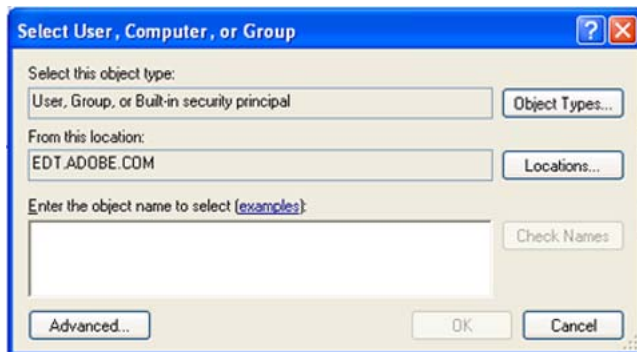 Select User, Computer, or Group
Select this object type:
User, Group, or Built-in security principal
Object Types...
From this location:
EDT.ADOBE.COM
Locations...
Enter the object name to select (examples):
Check Names
Advanced...
OK
Cancel